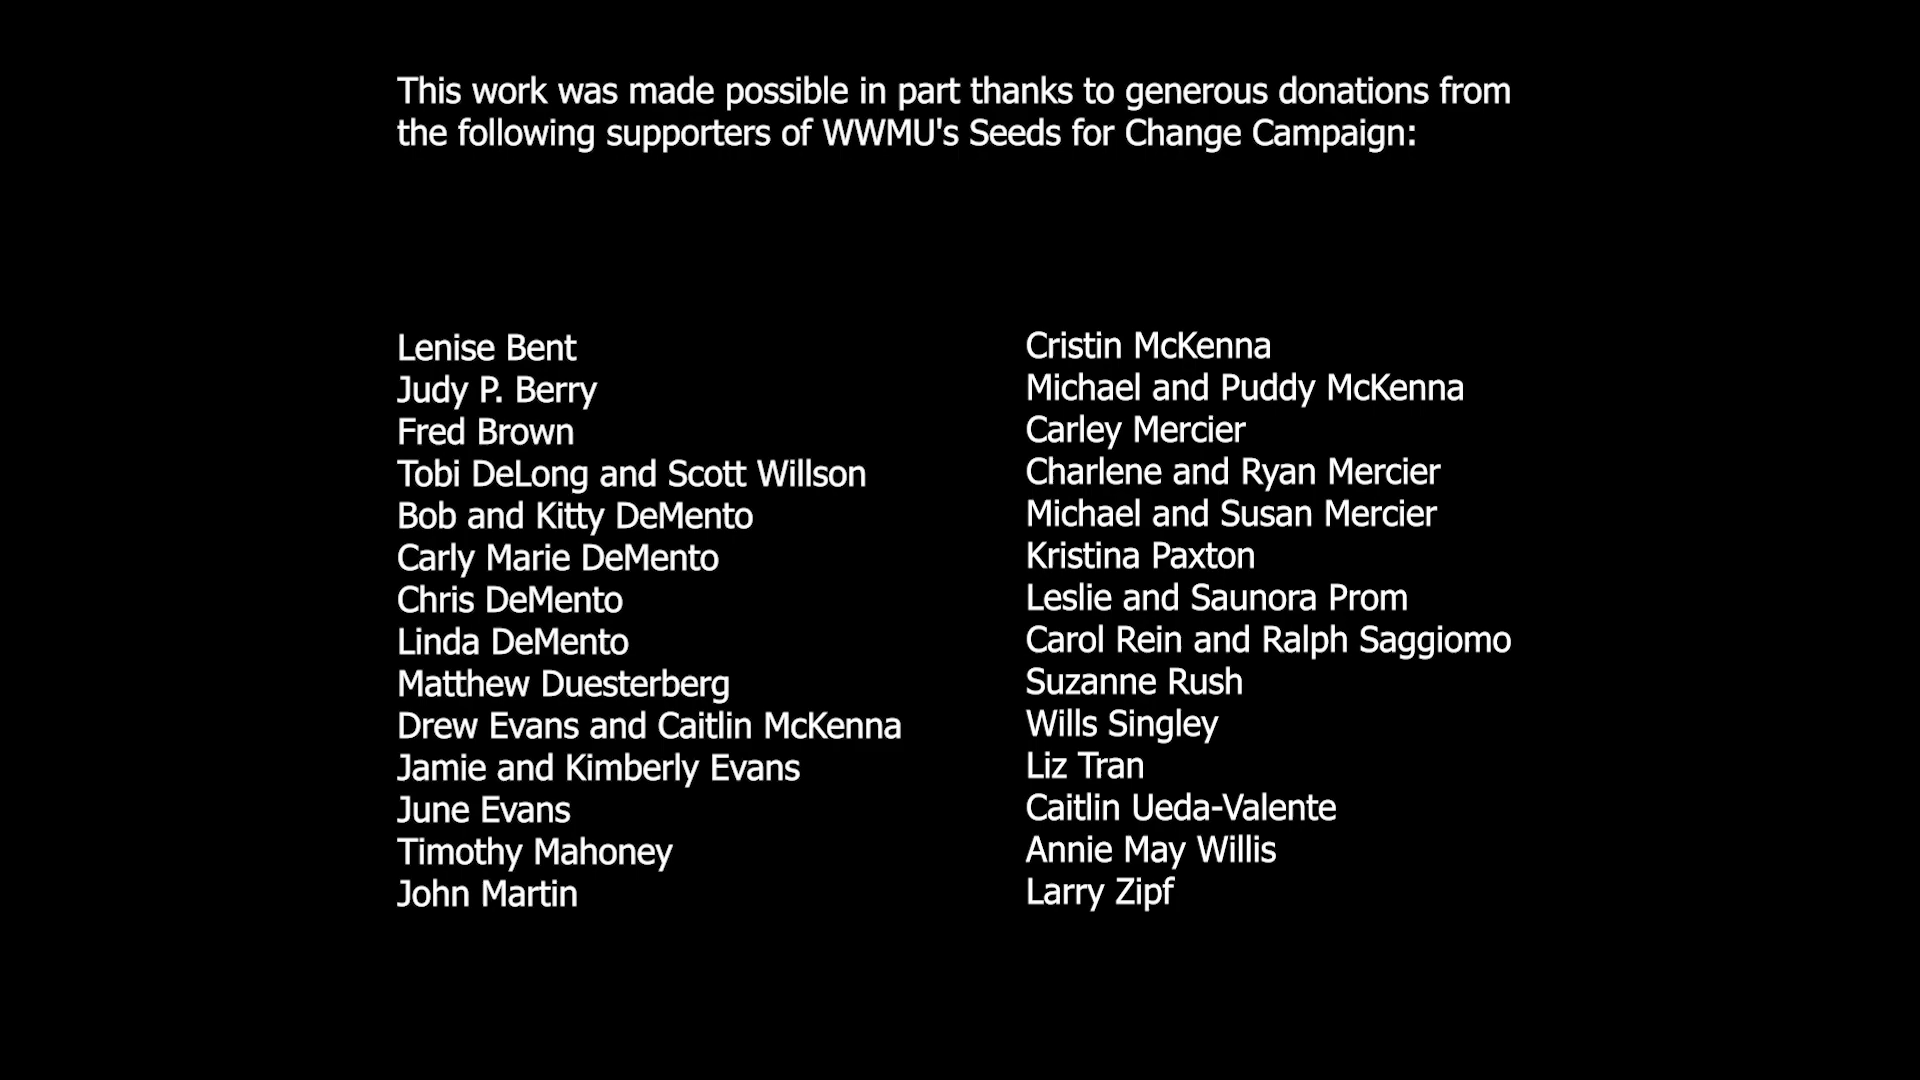 This work was made possible in part thanks to generous donations from
the following supporters of WWMU's Seeds for Change Campaign:
Lenise Bent
Judy P. Berry
Fred Brown
Tobi DeLong and Scott Willson
Bob and Kitty DeMento
Carly Marie DeMento
Chris DeMento
Linda DeMento
Matthew Duesterberg
Drew Evans and Caitlin McKenna
Jamie and Kimberly Evans
June Evans
Timothy Mahoney
John Martin
Cristin McKenna
Michael and Puddy McKenna
Carley Mercier
Charlene and Ryan Mercier
Michael and Susan Mercier
Kristina Paxton
Leslie and Saunora Prom
Carol Rein and Ralph Saggiomo
Suzanne Rush
Wills Singley
Liz Tran
Caitlin Ueda-Valente
Annie May Willis
Larry Zipf